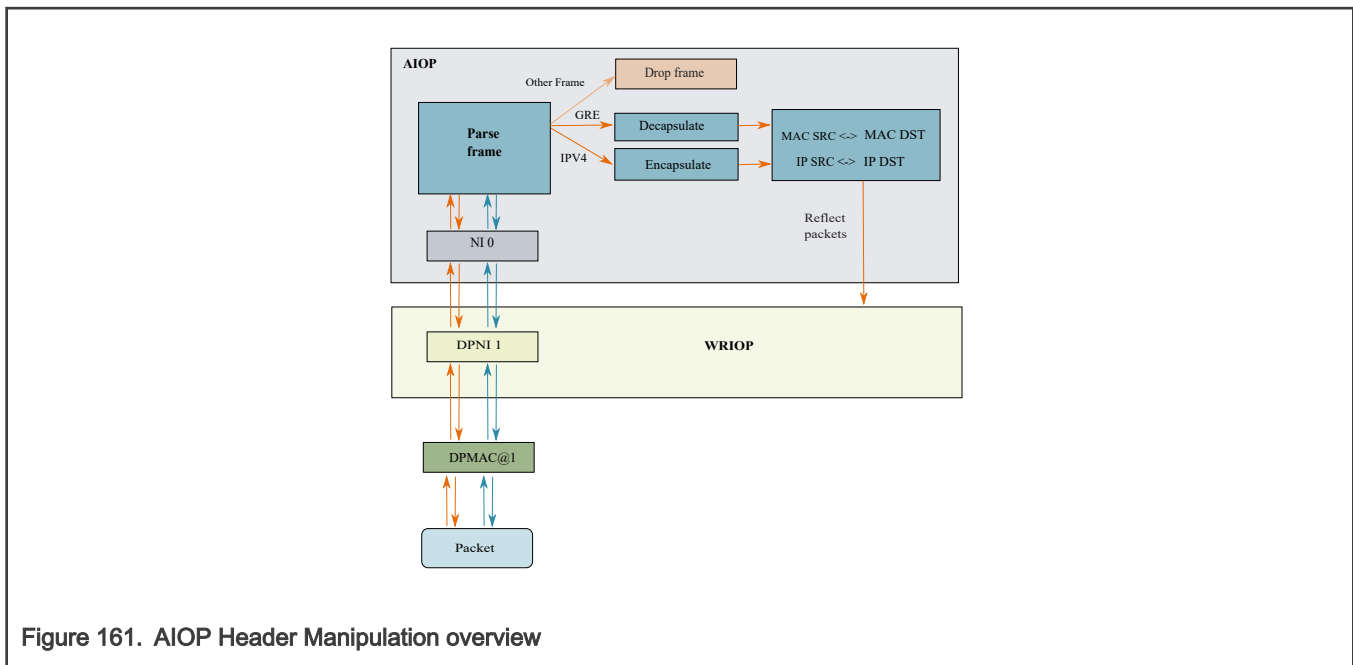 AIOP
Other Frame
Drop frame
GRE
Decapsulate
Parse
frame
MAC SRC <-> MAC DST
IPV4
Encapsulate
IP SRC <-> IP DST
Reflect
packets
NI 0
DPNI 1
WRIOP
DPMAC@1
Packet
Figure 161. AIOP Header Manipulation overview